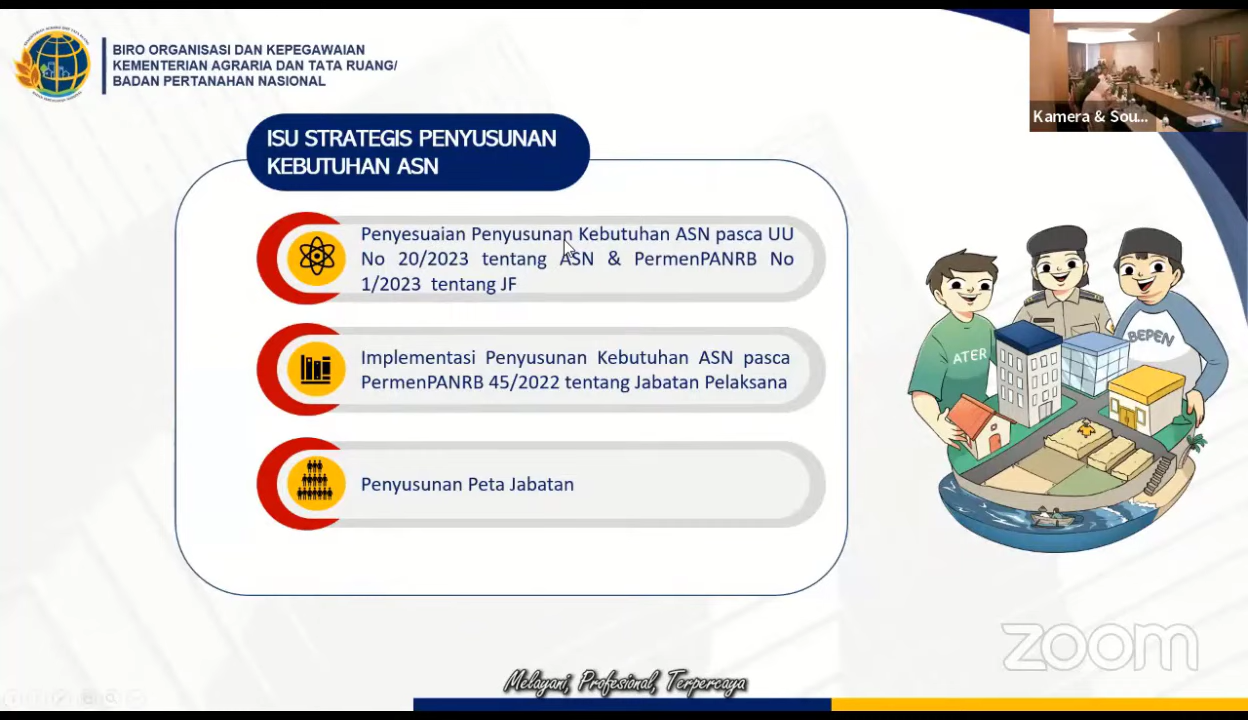 BIRO ORGANISASI DAN KEPEGAWAIAN
KEMENTERIAN AGRARIA DAN TATA RUANG/
BADAN PERTANAHAN NASIONAL
Kamera & Sou...
ISU STRATEGIS PENYUSUNAN
KEBUTUHAN ASN
Penyesuaian Penyusunan Kebutuhan ASN pasca UU
No 20/2023 tentang ASN & PermenPANRB No
1/2023 tentang JF
Implementasi Penyusunan Kebutuhan ASN pasca
PermenPANRB 45/2022 tentang Jabatan Pelaksana
Penyusunan Peta Jabatan
ATER
BEPEN
zoom
Melayani, Profesional, Terpercaya